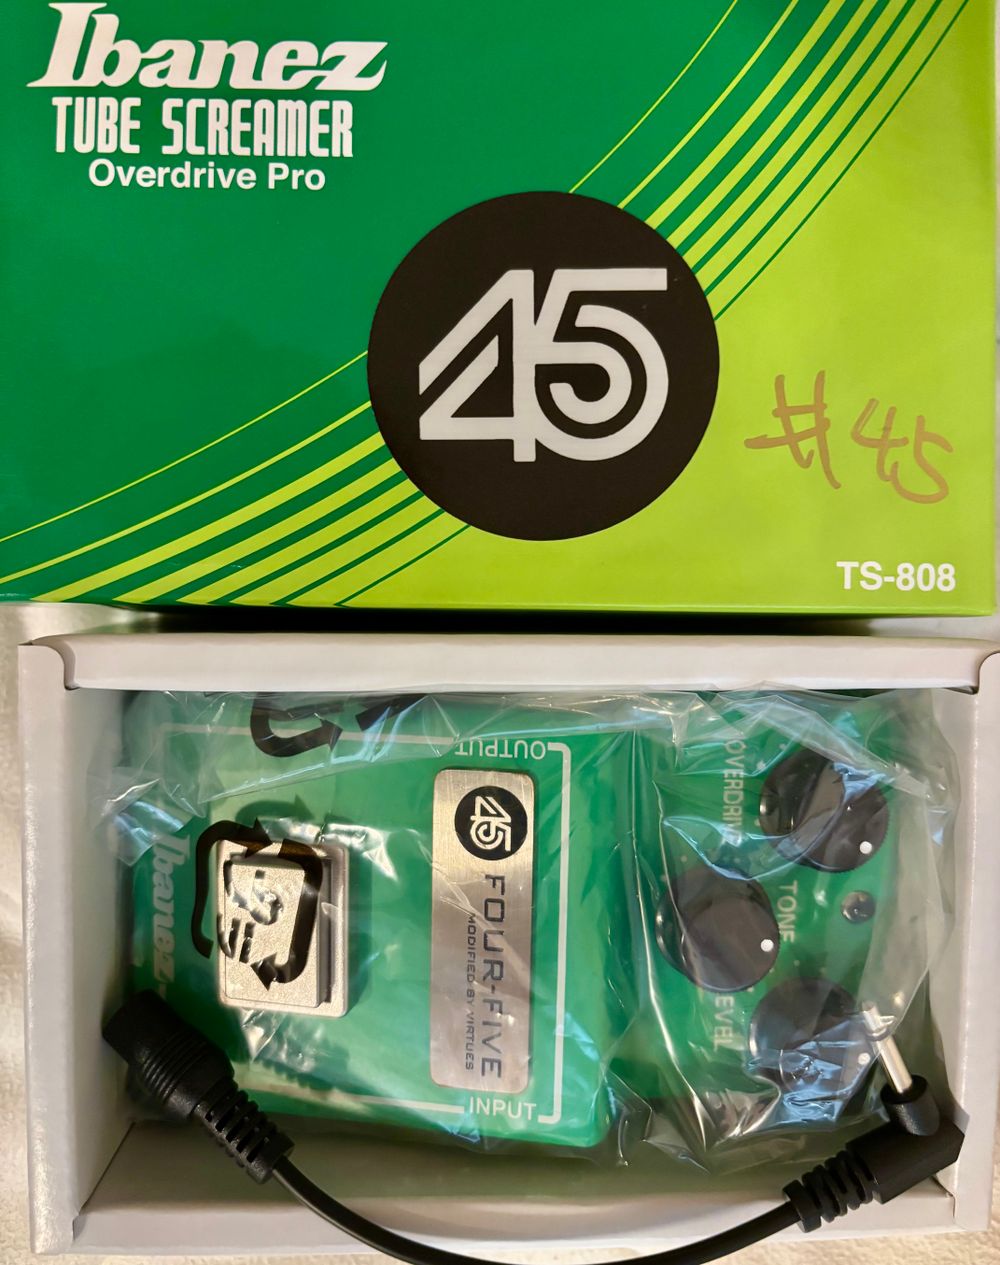 Ibanez
TUBE SCREAMER
Overdrive Pro
45
#45
TS-808
OUTPUT
OVERDRIVE
TONE
LEVEL
45
FOUR-FIVE
MODIFIED BY VIRTUES
Ibanez
INPUT